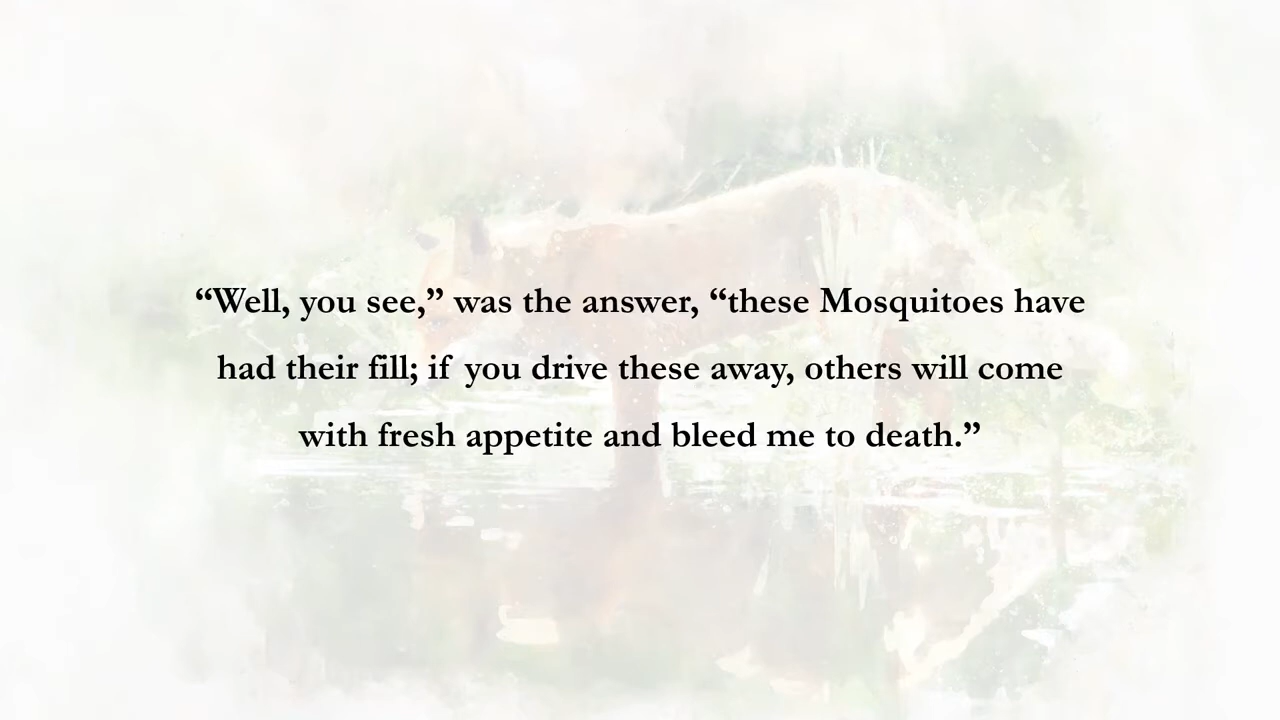 “Well, you see,” was the answer, “these Mosquitoes have
had their fill; if you drive these away, others will come
with fresh appetite and bleed me to death.”